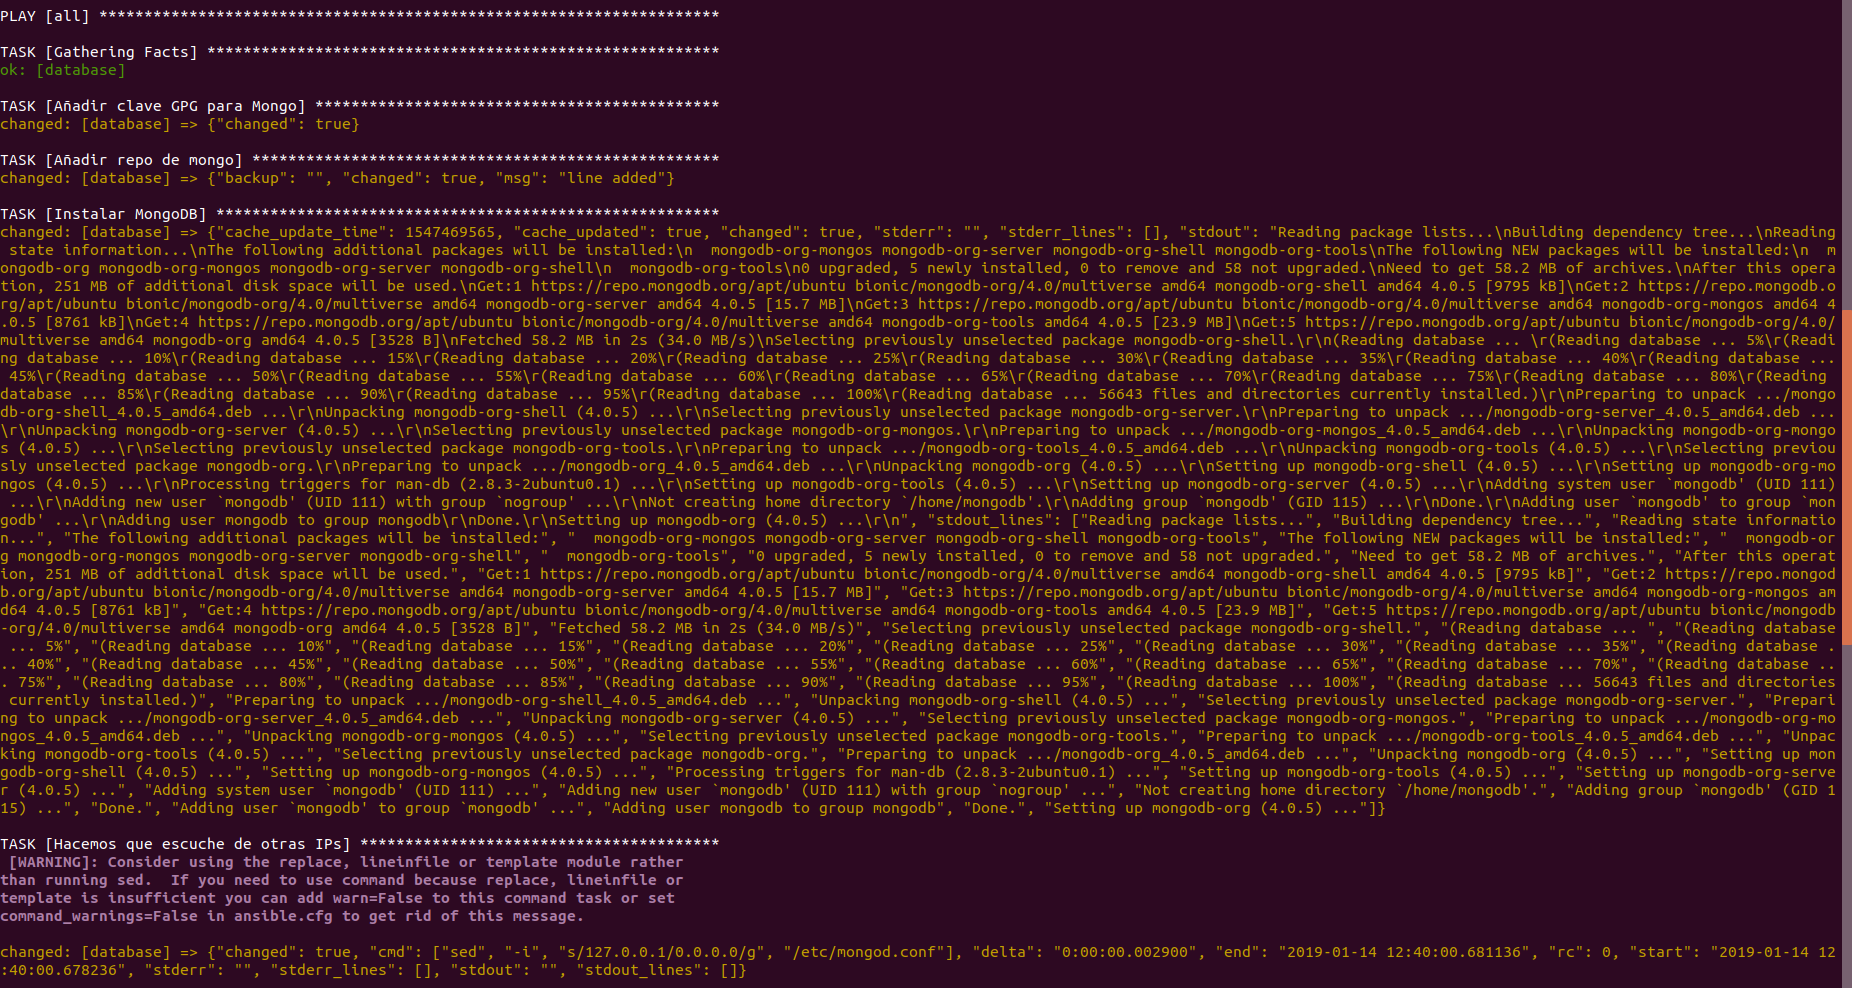 PLAY [all] *********************************************************************
TASK [Gathering Facts] *********************************************************
ok: [database]
TASK [Añadir clave GPG para Mongo] *********************************************
changed: [database] => {"changed": true}
TASK [Añadir repo de mongo] ****************************************************
changed: [database] => {"backup": "", "changed": true, "msg": "line added"}
TASK [Instalar MongoDB] ********************************************************
changed: [database] => {"cache_update_time": 1547469565, "cache_updated": true, "changed": true, "stderr": "", "stderr_lines": [], "stdout": "Reading package lists...\nBuilding dependency tree...\nReading
 state information...\nThe following additional packages will be installed:\n  mongodb-org-mongos mongodb-org-server mongodb-org-shell mongodb-org-tools\nThe following NEW packages will be installed:\n  m
ongodb-org mongodb-org-mongos mongodb-org-server mongodb-org-shell\n  mongodb-org-tools\n0 upgraded, 5 newly installed, 0 to remove and 58 not upgraded.\nNeed to get 58.2 MB of archives.\nAfter this opera
tion, 251 MB of additional disk space will be used.\nGet:1 https://repo.mongodb.org/apt/ubuntu bionic/mongodb-org/4.0/multiverse amd64 mongodb-org-shell amd64 4.0.5 [9795 kB]\nGet:2 https://repo.mongodb.o
rg/apt/ubuntu bionic/mongodb-org/4.0/multiverse amd64 mongodb-org-server amd64 4.0.5 [15.7 MB]\nGet:3 https://repo.mongodb.org/apt/ubuntu bionic/mongodb-org/4.0/multiverse amd64 mongodb-org-mongos amd64 4
.0.5 [8761 kB]\nGet:4 https://repo.mongodb.org/apt/ubuntu bionic/mongodb-org/4.0/multiverse amd64 mongodb-org-tools amd64 4.0.5 [23.9 MB]\nGet:5 https://repo.mongodb.org/apt/ubuntu bionic/mongodb-org/4.0/
multiverse amd64 mongodb-org amd64 4.0.5 [3528 B]\nFetched 58.2 MB in 2s (34.0 MB/s)\nSelecting previously unselected package mongodb-org-shell.\r\n(Reading database ... \r(Reading database ... 5%\r(Readi
ng database ... 10%\r(Reading database ... 15%\r(Reading database ... 20%\r(Reading database ... 25%\r(Reading database ... 30%\r(Reading database ... 35%\r(Reading database ... 40%\r(Reading database ...
 45%\r(Reading database ... 50%\r(Reading database ... 55%\r(Reading database ... 60%\r(Reading database ... 65%\r(Reading database ... 70%\r(Reading database ... 75%\r(Reading database ... 80%\r(Reading
database ... 85%\r(Reading database ... 90%\r(Reading database ... 95%\r(Reading database ... 100%\r(Reading database ... 56643 files and directories currently installed.)\r\nPreparing to unpack .../mongo
db-org-shell_4.0.5_amd64.deb ...\r\nUnpacking mongodb-org-shell (4.0.5) ...\r\nSelecting previously unselected package mongodb-org-server.\r\nPreparing to unpack .../mongodb-org-server_4.0.5_amd64.deb ...
\r\nUnpacking mongodb-org-server (4.0.5) ...\r\nSelecting previously unselected package mongodb-org-mongos.\r\nPreparing to unpack .../mongodb-org-mongos_4.0.5_amd64.deb ...\r\nUnpacking mongodb-org-mongo
s (4.0.5) ...\r\nSelecting previously unselected package mongodb-org-tools.\r\nPreparing to unpack .../mongodb-org-tools_4.0.5_amd64.deb ...\r\nUnpacking mongodb-org-tools (4.0.5) ...\r\nSelecting previou
sly unselected package mongodb-org.\r\nPreparing to unpack .../mongodb-org_4.0.5_amd64.deb ...\r\nUnpacking mongodb-org (4.0.5) ...\r\nSetting up mongodb-org-shell (4.0.5) ...\r\nSetting up mongodb-org-mo
ngos (4.0.5) ...\r\nProcessing triggers for man-db (2.8.3-2ubuntu0.1) ...\r\nSetting up mongodb-org-tools (4.0.5) ...\r\nSetting up mongodb-org-server (4.0.5) ...\r\nAdding system user `mongodb' (UID 111)
 ...\r\nAdding new user `mongodb' (UID 111) with group `nogroup' ...\r\nNot creating home directory `/home/mongodb'.\r\nAdding group `mongodb' (GID 115) ...\r\nDone.\r\nAdding user `mongodb' to group `mon
godb' ...\r\nAdding user mongodb to group mongodb\r\nDone.\r\nSetting up mongodb-org (4.0.5) ...\r\n", "stdout_lines": ["Reading package lists...", "Building dependency tree...", "Reading state informatio
n...", "The following additional packages will be installed:", "  mongodb-org-mongos mongodb-org-server mongodb-org-shell mongodb-org-tools", "The following NEW packages will be installed:", "  mongodb-or
g mongodb-org-mongos mongodb-org-server mongodb-org-shell", "  mongodb-org-tools", "0 upgraded, 5 newly installed, 0 to remove and 58 not upgraded.", "Need to get 58.2 MB of archives.", "After this operat
ion, 251 MB of additional disk space will be used.", "Get:1 https://repo.mongodb.org/apt/ubuntu bionic/mongodb-org/4.0/multiverse amd64 mongodb-org-shell amd64 4.0.5 [9795 kB]", "Get:2 https://repo.mongod
b.org/apt/ubuntu bionic/mongodb-org/4.0/multiverse amd64 mongodb-org-server amd64 4.0.5 [15.7 MB]", "Get:3 https://repo.mongodb.org/apt/ubuntu bionic/mongodb-org/4.0/multiverse amd64 mongodb-org-mongos am
d64 4.0.5 [8761 kB]", "Get:4 https://repo.mongodb.org/apt/ubuntu bionic/mongodb-org/4.0/multiverse amd64 mongodb-org-tools amd64 4.0.5 [23.9 MB]", "Get:5 https://repo.mongodb.org/apt/ubuntu bionic/mongodb
-org/4.0/multiverse amd64 mongodb-org amd64 4.0.5 [3528 B]", "Fetched 58.2 MB in 2s (34.0 MB/s)", "Selecting previously unselected package mongodb-org-shell.", "(Reading database ... ", "(Reading database
 ... 5%", "(Reading database ... 10%", "(Reading database ... 15%", "(Reading database ... 20%", "(Reading database ... 25%", "(Reading database ... 30%", "(Reading database ... 35%", "(Reading database .
.. 40%", "(Reading database ... 45%", "(Reading database ... 50%", "(Reading database ... 55%", "(Reading database ... 60%", "(Reading database ... 65%", "(Reading database ... 70%", "(Reading database ..
. 75%", "(Reading database ... 80%", "(Reading database ... 85%", "(Reading database ... 90%", "(Reading database ... 95%", "(Reading database ... 100%", "(Reading database ... 56643 files and directories
 currently installed.)", "Preparing to unpack .../mongodb-org-shell_4.0.5_amd64.deb ...", "Unpacking mongodb-org-shell (4.0.5) ...", "Selecting previously unselected package mongodb-org-server.", "Prepari
ng to unpack .../mongodb-org-server_4.0.5_amd64.deb ...", "Unpacking mongodb-org-server (4.0.5) ...", "Selecting previously unselected package mongodb-org-mongos.", "Preparing to unpack .../mongodb-org-mo
ngos_4.0.5_amd64.deb ...", "Unpacking mongodb-org-mongos (4.0.5) ...", "Selecting previously unselected package mongodb-org-tools.", "Preparing to unpack .../mongodb-org-tools_4.0.5_amd64.deb ...", "Unpac
king mongodb-org-tools (4.0.5) ...", "Selecting previously unselected package mongodb-org.", "Preparing to unpack .../mongodb-org_4.0.5_amd64.deb ...", "Unpacking mongodb-org (4.0.5) ...", "Setting up mon
godb-org-shell (4.0.5) ...", "Setting up mongodb-org-mongos (4.0.5) ...", "Processing triggers for man-db (2.8.3-2ubuntu0.1) ...", "Setting up mongodb-org-tools (4.0.5) ...", "Setting up mongodb-org-serve
r (4.0.5) ...", "Adding system user `mongodb' (UID 111) ...", "Adding new user `mongodb' (UID 111) with group `nogroup' ...", "Not creating home directory `/home/mongodb'.", "Adding group `mongodb' (GID 1
15) ...", "Done.", "Adding user `mongodb' to group `mongodb' ...", "Adding user mongodb to group mongodb", "Done.", "Setting up mongodb-org (4.0.5) ..."]}
TASK [Hacemos que escuche de otras IPs] ****************************************
 [WARNING]: Consider using the replace, lineinfile or template module rather
than running sed.  If you need to use command because replace, lineinfile or
template is insufficient you can add warn=False to this command task or set
command_warnings=False in ansible.cfg to get rid of this message.
changed: [database] => {"changed": true, "cmd": ["sed", "-i", "s/127.0.0.1/0.0.0.0/g", "/etc/mongod.conf"], "delta": "0:00:00.002900", "end": "2019-01-14 12:40:00.681136", "rc": 0, "start": "2019-01-14 12
:40:00.678236", "stderr": "", "stderr_lines": [], "stdout": "", "stdout_lines": []}